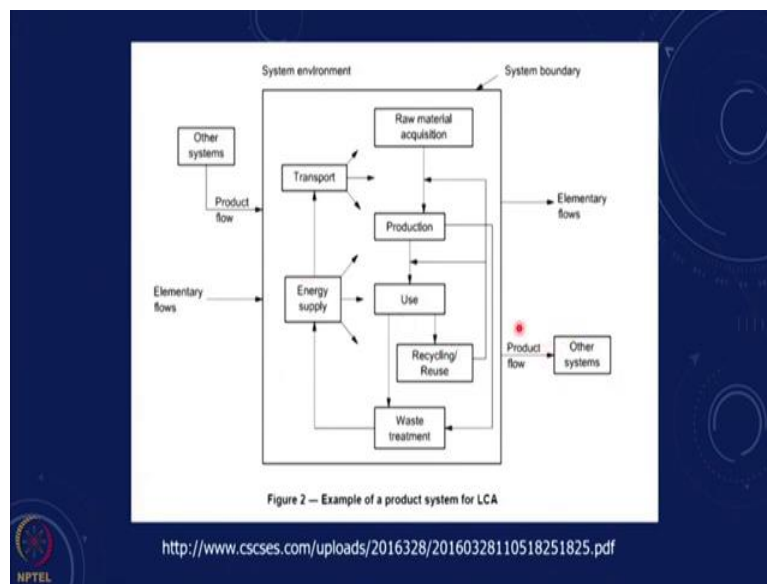 System environment
System boundary
Raw material
acquisition
Other
systems
Transport
Product
flow
Elementary
flows
Production
Elementary
flows
Energy
supply
Use
Product
flow
Other
systems
Recycling/
Reuse
Waste
treatment
Figure 2 — Example of a product system for LCA
http://www.cscses.com/uploads/2016328/20160328110518251825.pdf
NPTEL